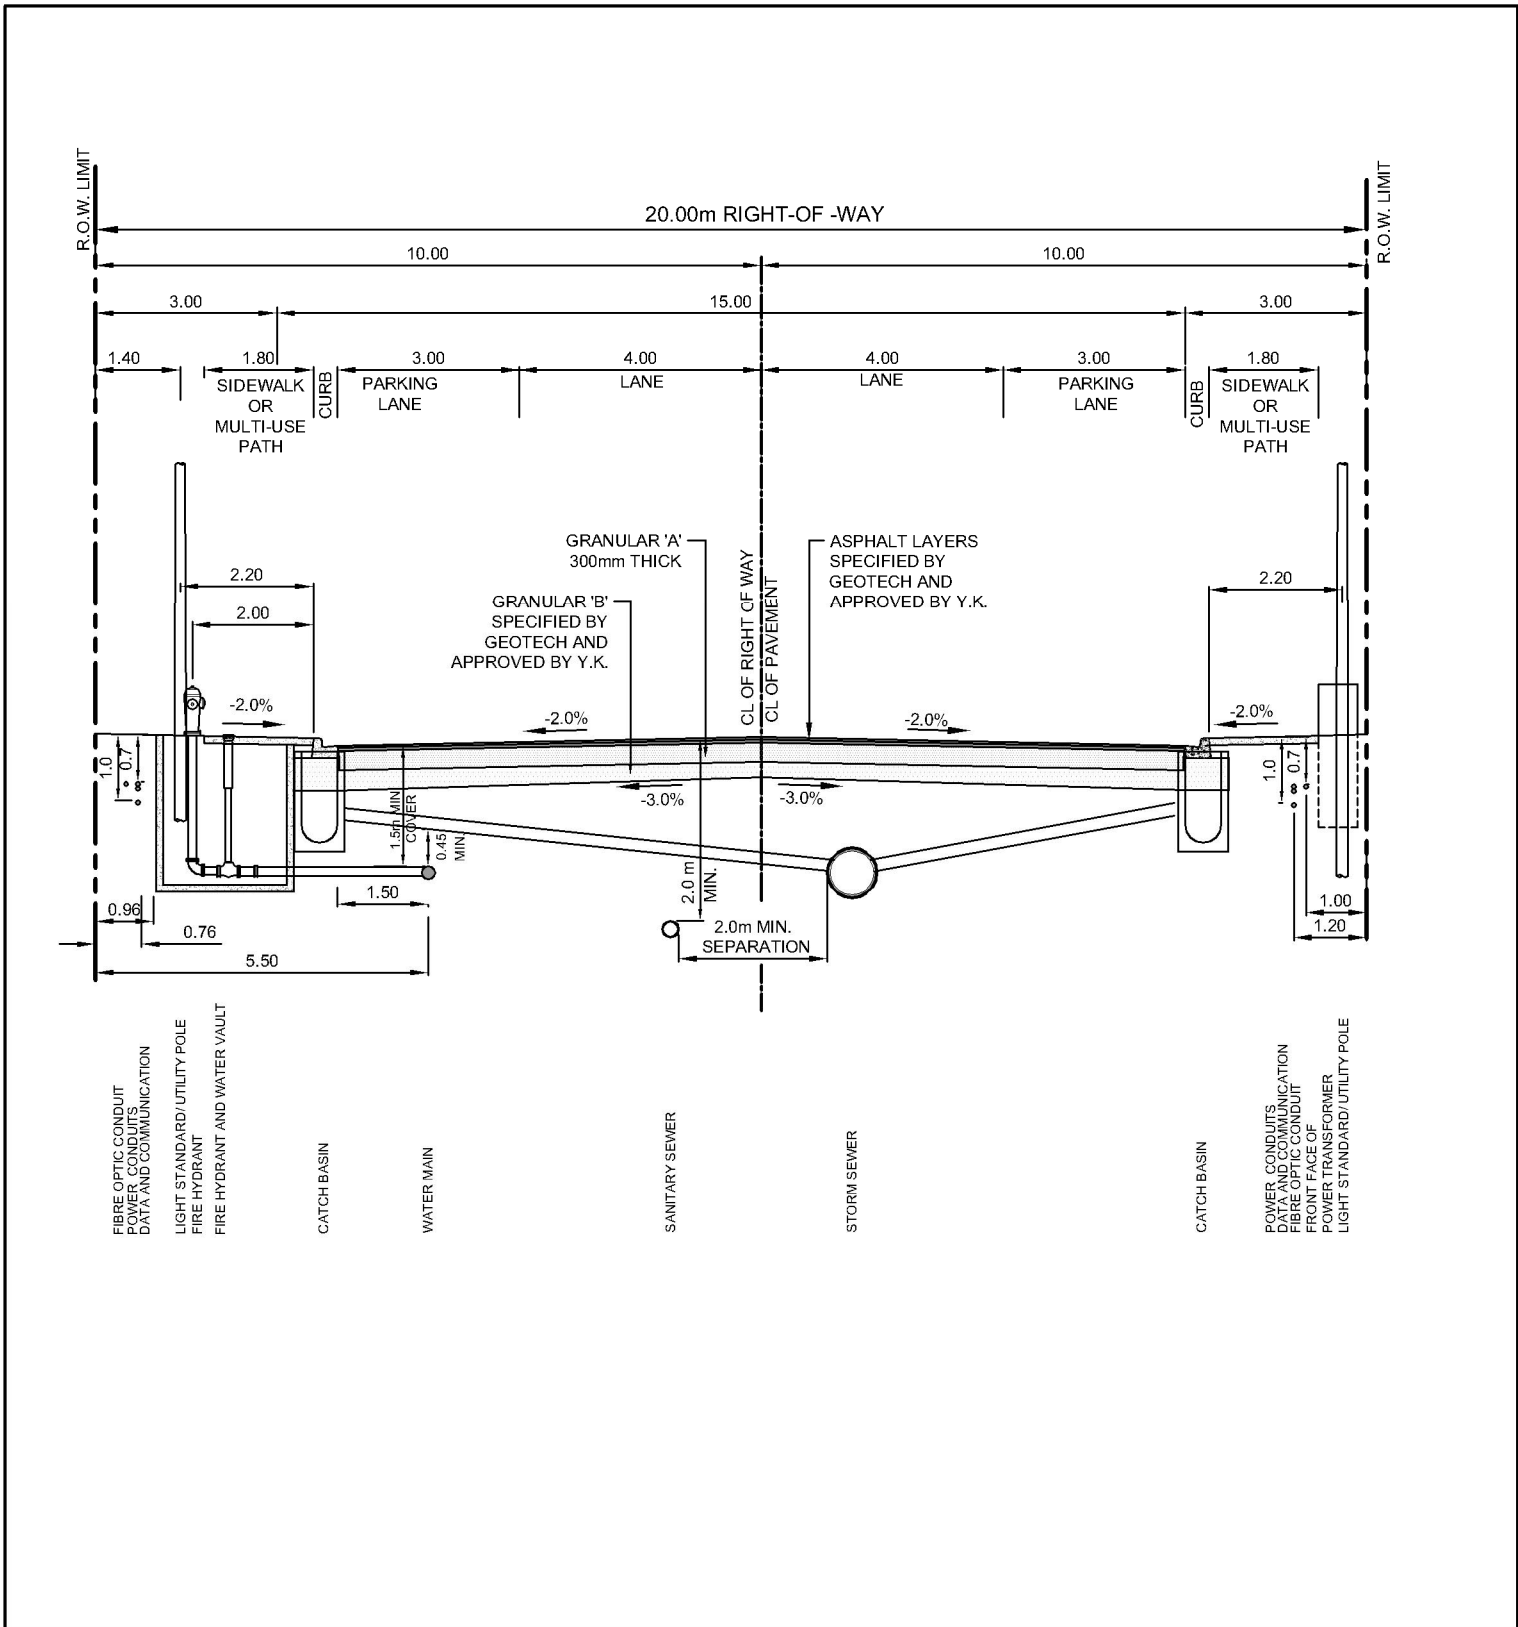 R.O.W. LIMIT
R.O.W. LIMIT
20.00m RIGHT-OF -WAY
10.00
10.00
3.00
15.00
3.00
1.40
1.80
3.00
4.00
4.00
3.00
1.80
SIDEWALK
OR
MULTI-USE
PATH
CURB
PARKING
LANE
LANE
LANE
PARKING
LANE
CURB
SIDEWALK
OR
MULTI-USE
PATH
GRANULAR 'A'
300mm THICK
GRANULAR 'B'
SPECIFIED BY
GEOTECH AND
APPROVED BY Y.K.
CL OF RIGHT OF WAY
CL OF PAVEMENT
ASPHALT LAYERS
SPECIFIED BY
GEOTECH AND
APPROVED BY Y.K.
2.20
2.00
2.20
-2.0%
-2.0%
-2.0%
-2.0%
1.0
0.7
1.5m MIN
COVER
0.45
MIN.
-3.0%
-3.0%
1.0
0.7
2.0 m
MIN.
1.50
0.96
0.76
5.50
2.0m MIN.
SEPARATION
1.00
1.20
FIBRE OPTIC CONDUIT
POWER CONDUITS
DATA AND COMMUNICATION
LIGHT STANDARD/ UTILITY POLE
FIRE HYDRANT
FIRE HYDRANT AND WATER VAULT
CATCH BASIN
WATER MAIN
SANITARY SEWER
STORM SEWER
CATCH BASIN
POWER CONDUITS
DATA AND COMMUNICATION
FIBRE OPTIC CONDUIT
FRONT FACE OF
POWER TRANSFORMER
LIGHT STANDARD/ UTILITY POLE